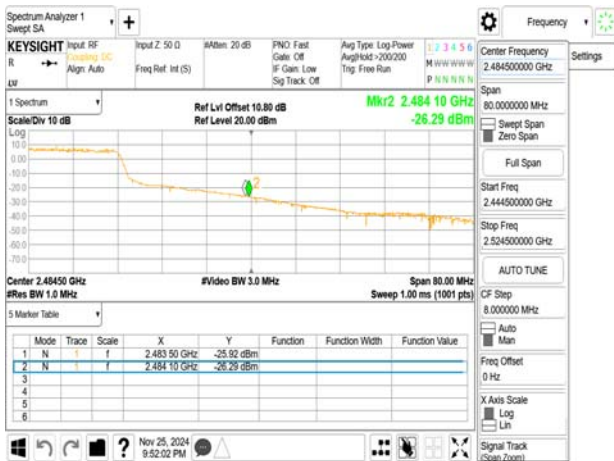 Spectrum Analyzer 1
Swept SA
+
Frequency
KEYSIGHT Input: RF Input Z: 50 Ω #Atten: 20 dB PNO: Fast Avg Type: Log-Power 1 2 3 4 5 6
R Coupling: DC Gate: Off Avg|Hold:>200/200 M W W W W W
Align: Auto Freq Ref: Int (S) IF Gain: Low Trig: Free Run
Sig Track: Off P N N N N N
1 Spectrum
Scale/Div 10 dB
Ref Lvl Offset 10.80 dB
Ref Level 20.00 dBm
Mkr2 2.484 10 GHz
-26.29 dBm
Log
10.0
0.00
-10.0
-20.0
-30.0
-40.0
-50.0
-60.0
-70.0
2
Center 2.48450 GHz #Video BW 3.0 MHz Span 80.00 MHz
#Res BW 1.0 MHz Sweep 1.00 ms (1001 pts)
5 Marker Table
Mode Trace Scale X Y Function Function Width Function Value
1 N 1 f 2.483 50 GHz -25.92 dBm
2 N 1 f 2.484 10 GHz -26.29 dBm
3
4
5
6
? Nov 25, 2024
9:52:02 PM
Center Frequency
2.484500000 GHz
Settings
Span
80.0000000 MHz
Swept Span
Zero Span
Full Span
Start Freq
2.444500000 GHz
Stop Freq
2.524500000 GHz
AUTO TUNE
CF Step
8.000000 MHz
Auto
Man
Freq Offset
0 Hz
X Axis Scale
Log
Lin
Signal Track
(Span Zoom)